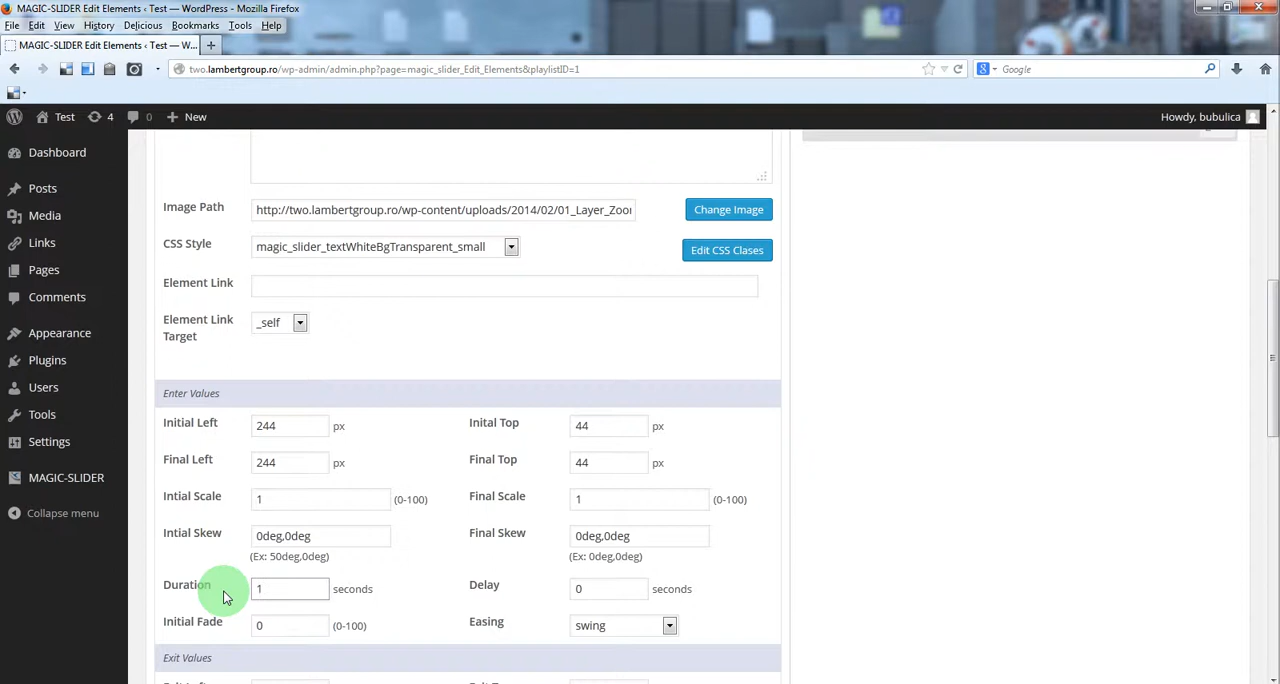 MAGIC-SLIDER Edit Elements ‹ Test — WordPress - Mozilla Firefox
File Edit View History Delicious Bookmarks Tools Help
MAGIC-SLIDER Edit Elements ‹ Test — W...
two.lambertgroup.ro/wp-admin/admin.php?page=magic_slider_Edit_Elements&playlistID=1
Google
Test 4 0 New Howdy, bubulica
Dashboard
Posts
Media
Links
Pages
Comments
Appearance
Plugins
Users
Tools
Settings
MAGIC-SLIDER
Collapse menu
Image Path http://two.lambertgroup.ro/wp-content/uploads/2014/02/01_Layer_Zoo Change Image
CSS Style magic_slider_textWhiteBgTransparent_small Edit CSS Clases
Element Link
Element Link Target _self
Enter Values
Initial Left 244 px Inital Top 44 px
Final Left 244 px Final Top 44 px
Intial Scale 1 (0-100) Final Scale 1 (0-100)
Intial Skew 0deg,0deg Final Skew 0deg,0deg
(Ex: 50deg,0deg) (Ex: 0deg,0deg)
Duration 1 seconds Delay 0 seconds
Initial Fade 0 (0-100) Easing swing
Exit Values